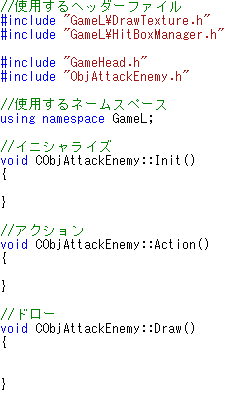 //使用するヘッダーファイル
#include "GameL¥DrawTexture.h"
#include "GameL¥HitBoxManager.h"
#include "GameHead.h"
#include "ObjAttackEnemy.h"
//使用するネームスペース
using namespace GameL;
//イニシャライズ
void CObjAttackEnemy::Init()
{
}
//アクション
void CObjAttackEnemy::Action()
{
}
//ドロー
void CObjAttackEnemy::Draw()
{
}